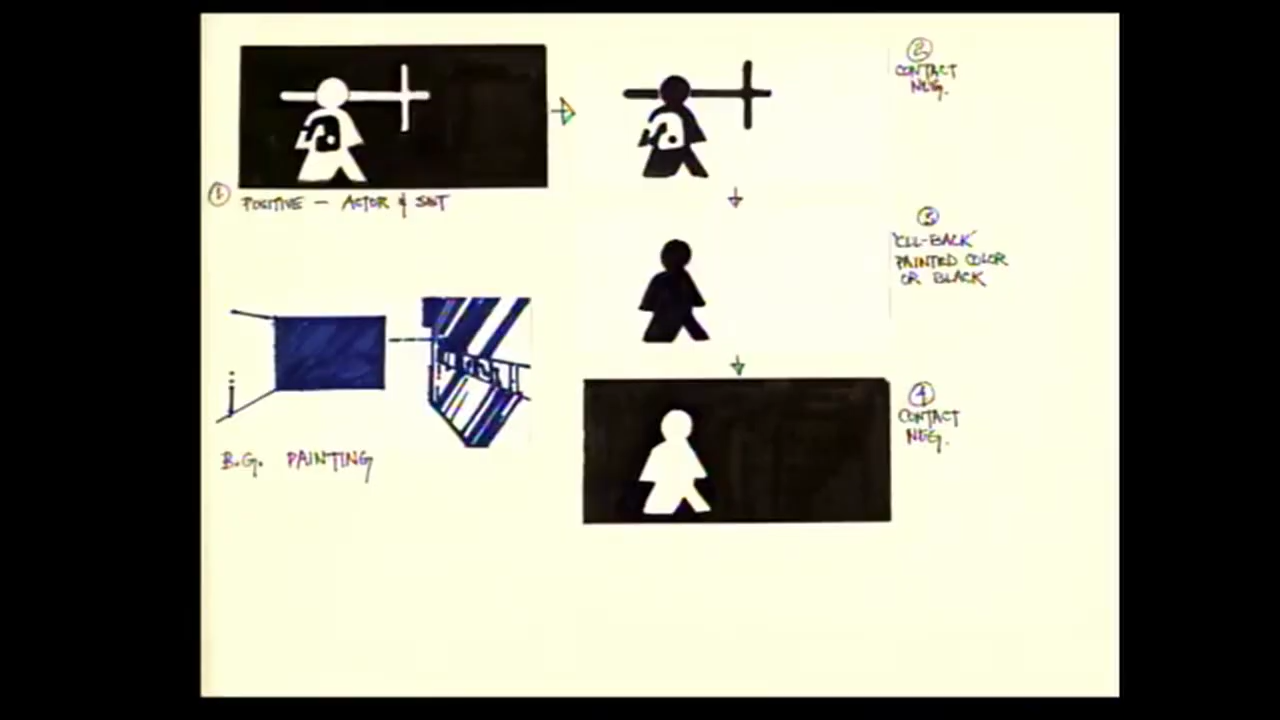 ① POSITIVE — ACTOR & SET
②
CONTACT
NEG.
③
'CEL-BACK'
PAINTED COLOR
OR BLACK
④
CONTACT
NEG.
B.G. PAINTING